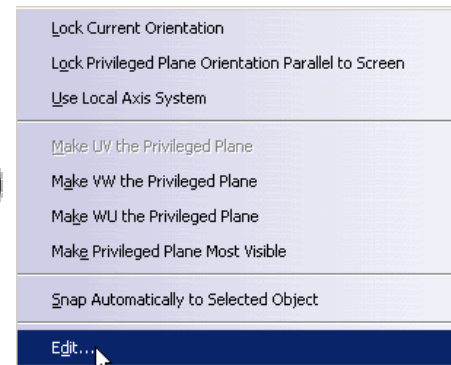 Lock Current Orientation
Lock Privileged Plane Orientation Parallel to Screen
Use Local Axis System
Make UV the Privileged Plane
Make VW the Privileged Plane
Make WU the Privileged Plane
Make Privileged Plane Most Visible
Snap Automatically to Selected Object
Edit...